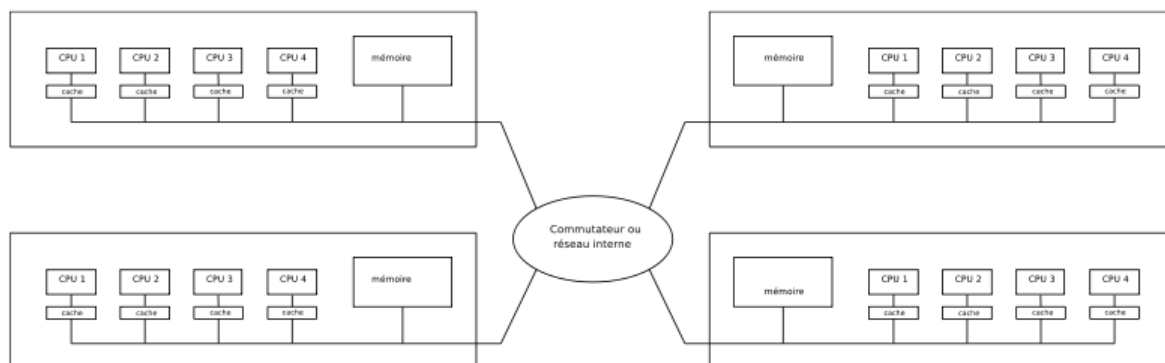 CPU 1 CPU 2 CPU 3 CPU 4 mémoire
cache cache cache cache
mémoire CPU 1 CPU 2 CPU 3 CPU 4
cache cache cache cache
Commutateur ou
réseau interne
CPU 1 CPU 2 CPU 3 CPU 4 mémoire
cache cache cache cache
CPU 1 CPU 2 CPU 3 CPU 4
mémoire
cache cache cache cache